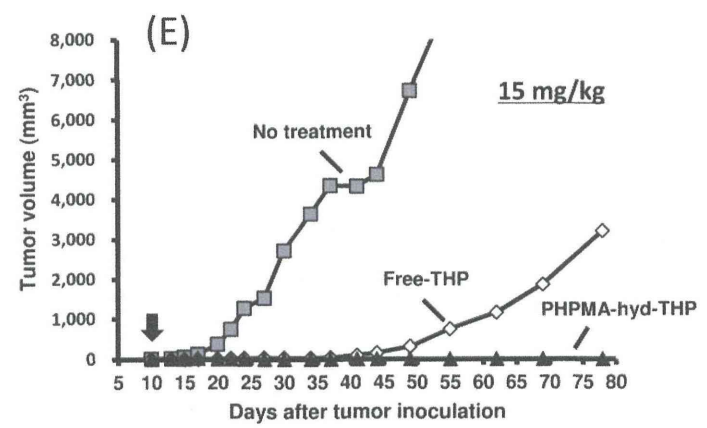 (E)
8,000
7,000
6,000
5,000
4,000
3,000
2,000
1,000
0
Tumor volume (mm³)
15 mg/kg
No treatment
Free-THP
PHPMA-hyd-THP
5 10 15 20 25 30 35 40 45 50 55 60 65 70 75 80
Days after tumor inoculation